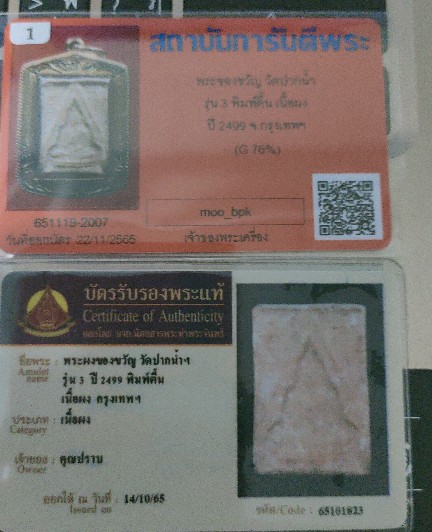 1
สถาบันการันตีพระ
พระของขวัญ วัดปากน้ำ
รุ่น 3 พิมพ์ตื้น เนื้อผง
ปี 2499 จ.กรุงเทพฯ
(G 76%)
651119-2007
วันที่ออกบัตร 22/11/2565
moo_bpk
เจ้าของพระเครื่อง
บัตรรับรองพระแท้
Certificate of Authenticity
ชื่อพระ : พระผงของขวัญ วัดปากน้ำฯ
Amulet name
รุ่น 3 ปี 2499 พิมพ์ตื้น
เนื้อผง กรุงเทพฯ
ประเภท : เนื้อผง
Category
เจ้าของ : คุณปราบ
Owner
ออกให้ ณ วันที่ : 14/10/65
Issued on
รหัส/Code : 65101823